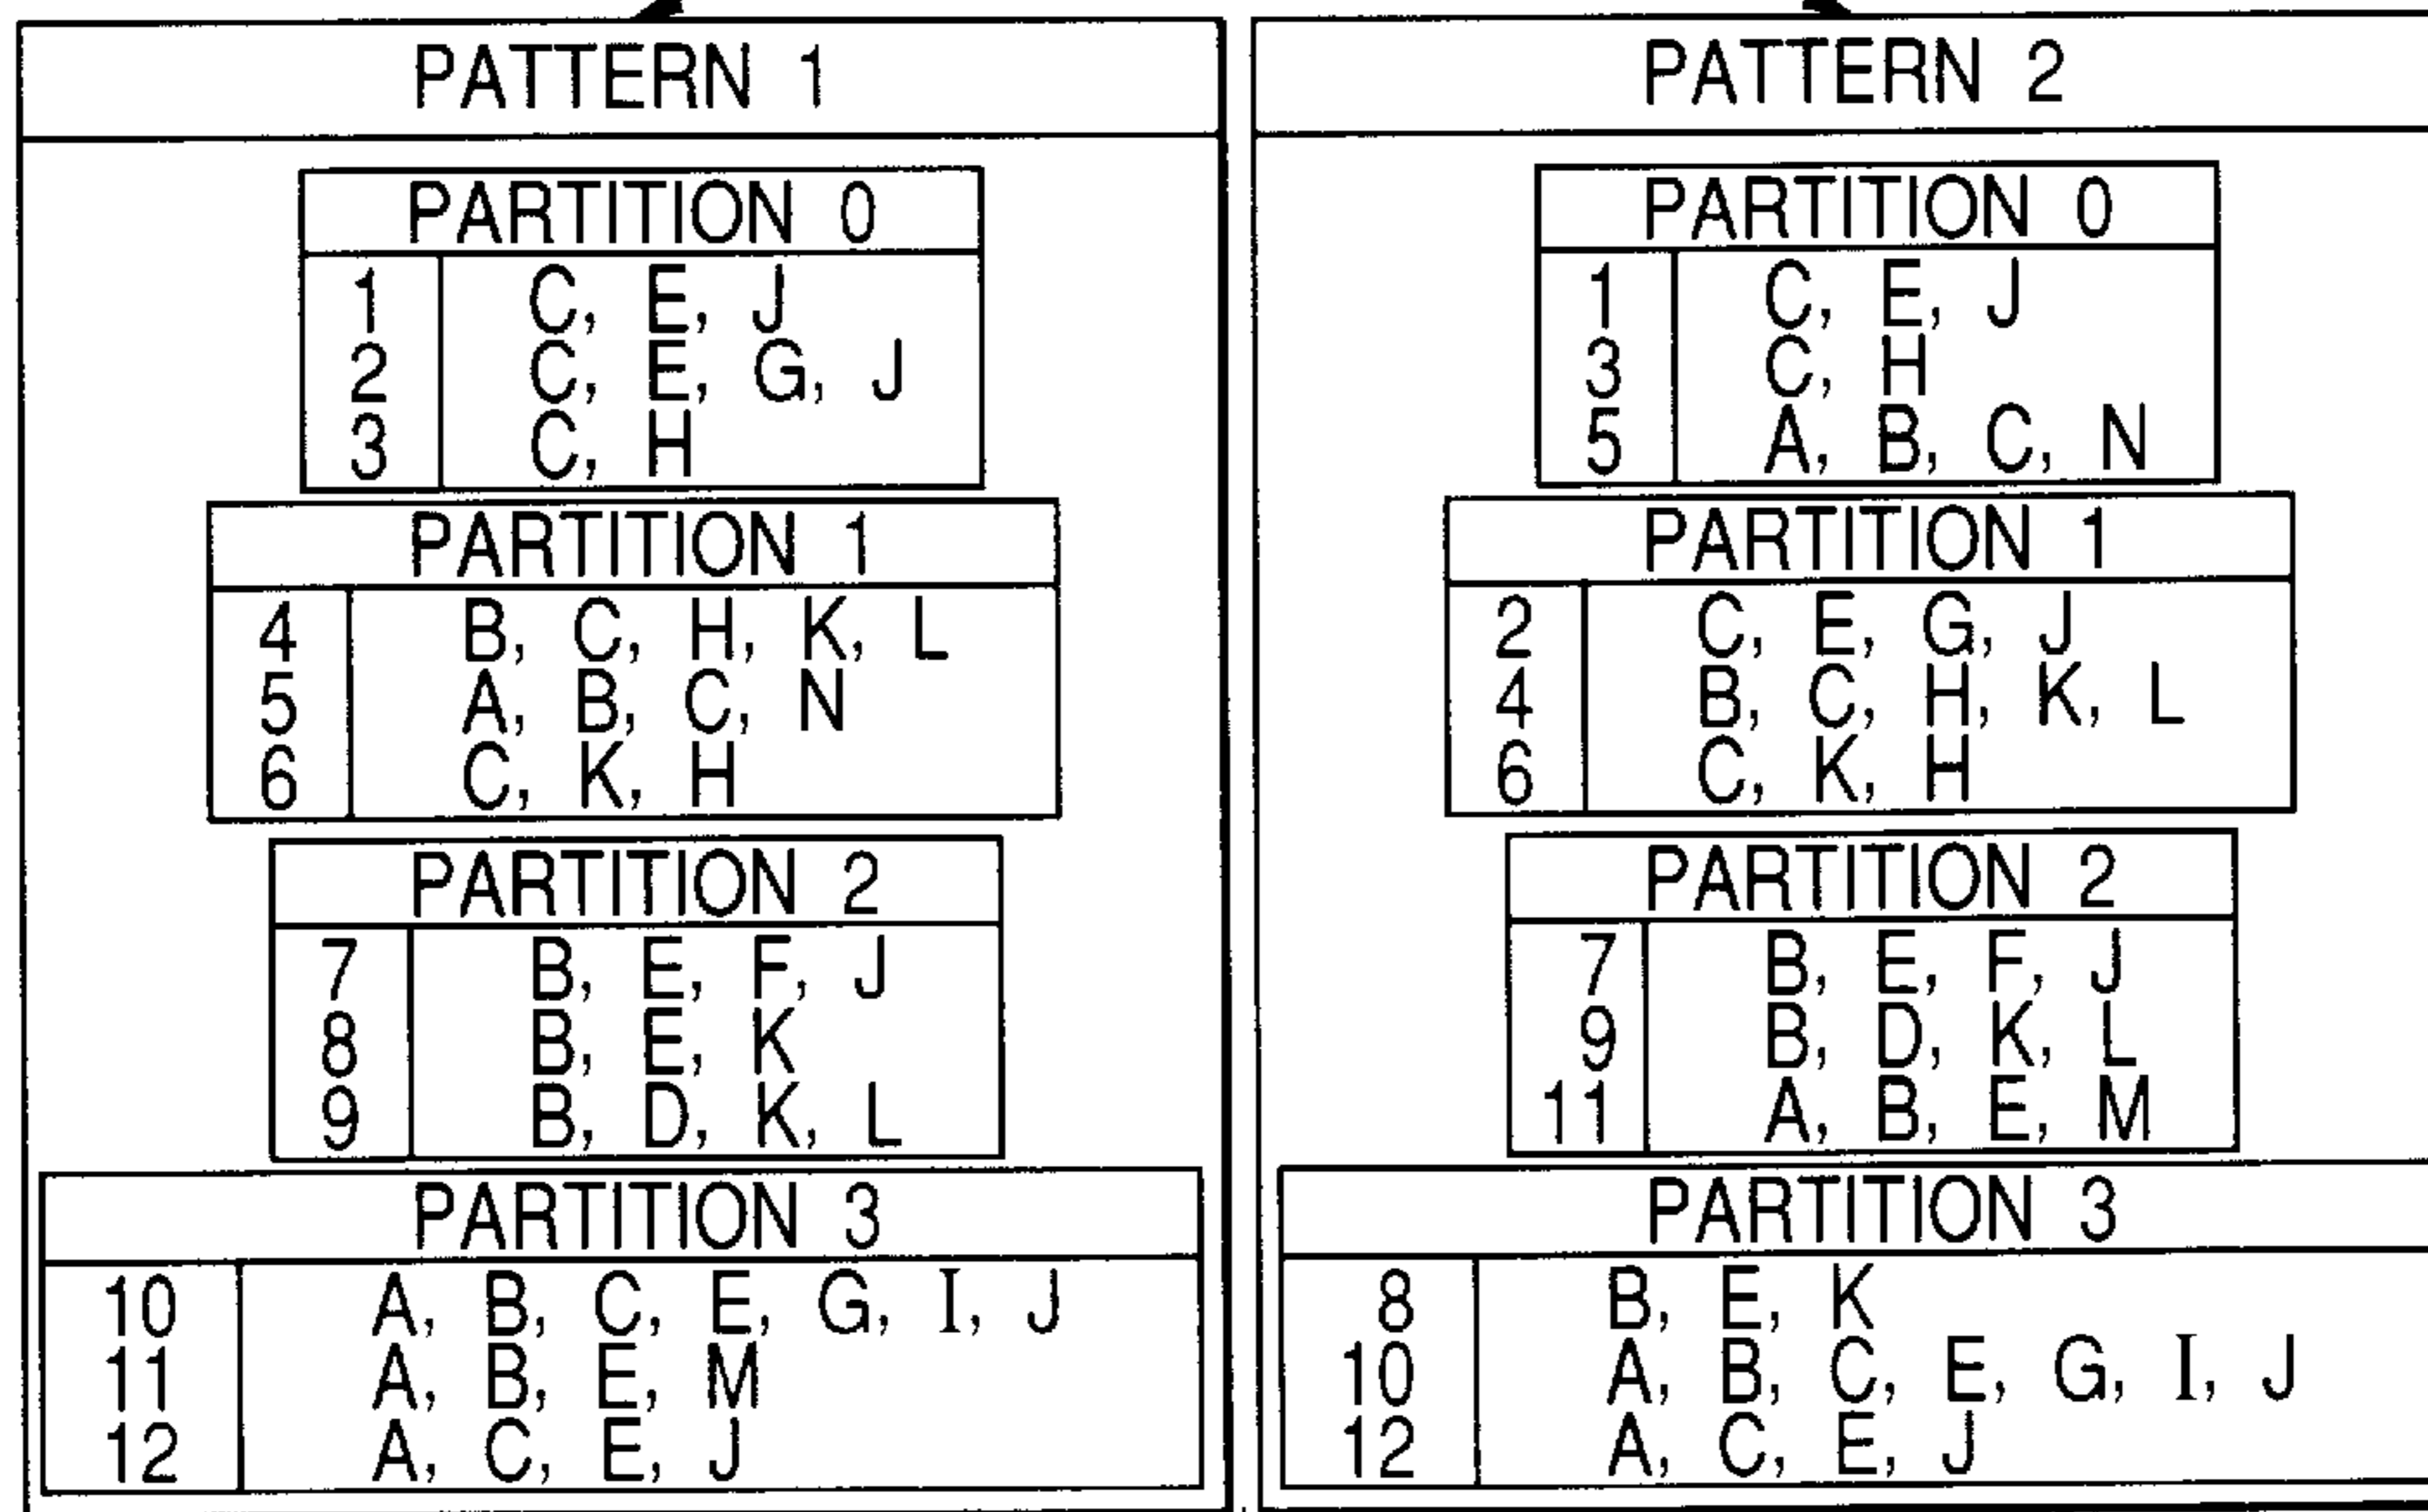 PATTERN 1
PARTITION 0
1 C, E, J
2 C, E, G, J
3 C, H
PARTITION 1
4 B, C, H, K, L
5 A, B, C, N
6 C, K, H
PARTITION 2
7 B, E, F, J
8 B, E, K
9 B, D, K, L
PARTITION 3
10 A, B, C, E, G, I, J
11 A, B, E, M
12 A, C, E, J
PATTERN 2
PARTITION 0
1 C, E, J
3 C, H
5 A, B, C, N
PARTITION 1
2 C, E, G, J
4 B, C, H, K, L
6 C, K, H
PARTITION 2
7 B, E, F, J
9 B, D, K, L
11 A, B, E, M
PARTITION 3
8 B, E, K
10 A, B, C, E, G, I, J
12 A, C, E, J